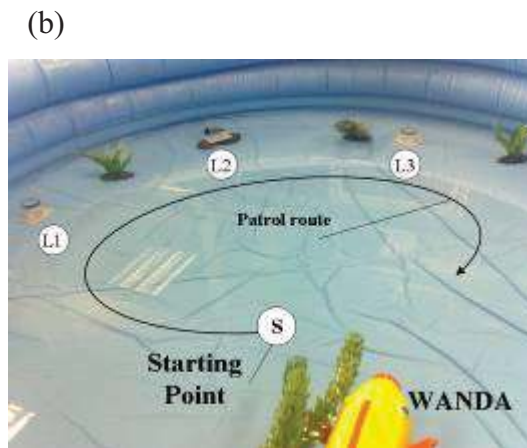 (b)
L2
L3
L1
Patrol route
S
Starting
Point
WANDA